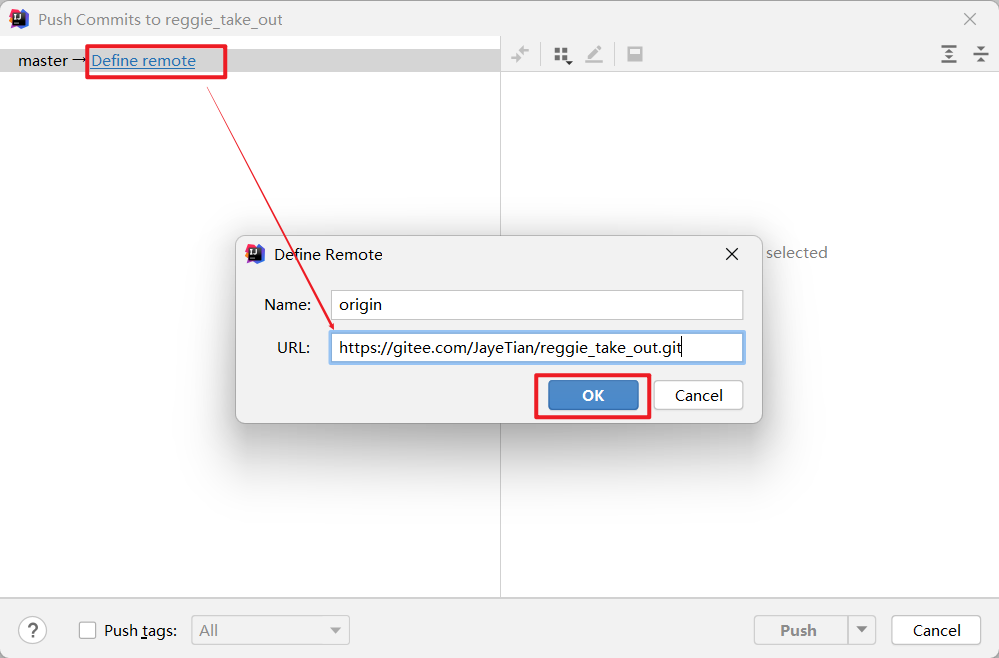 Push Commits to reggie_take_out
master → Define remote
selected
Define Remote
Name: origin
URL: https://gitee.com/JayeTian/reggie_take_out.git
OK Cancel
? Push tags: All Push Cancel